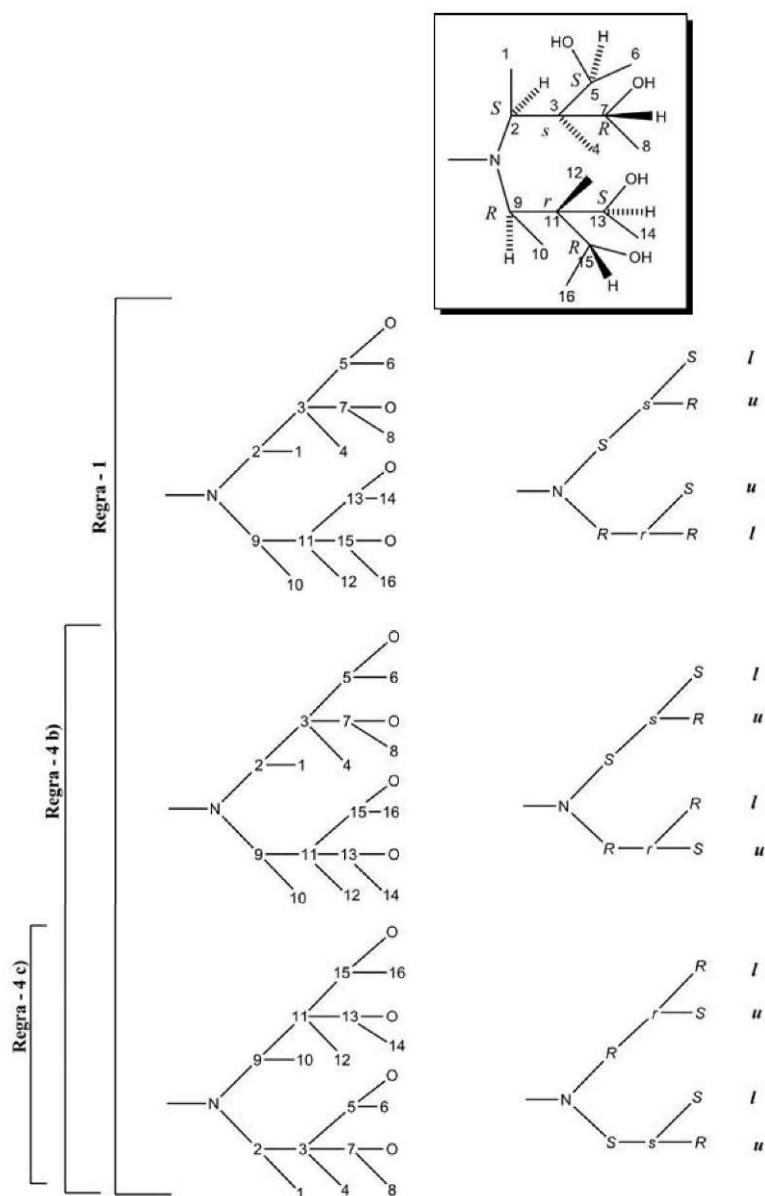 HO H 6
1 S 5 OH
H 3 7 H
S 2 s 4 R 8
N
12 OH
9 r S
R 11 13 H
H 10 R 15 OH 14
16 H
Regra - 1
O
5 6 S l
3 7 O s R u
2 1 4 8 S
O
N 13 14 N S u
9 11 15 O R r R l
10 12 16
Regra - 4 b)
O
5 6 S l
3 7 O s R u
2 1 4 8 S
O
N 15 16 N R l
9 11 13 O R r S u
10 12 14
Regra - 4 c)
O
15 16 R l
11 13 O r S u
9 10 12 14 R
O
N 5 6 N S l
2 3 7 O S s R u
1 4 8